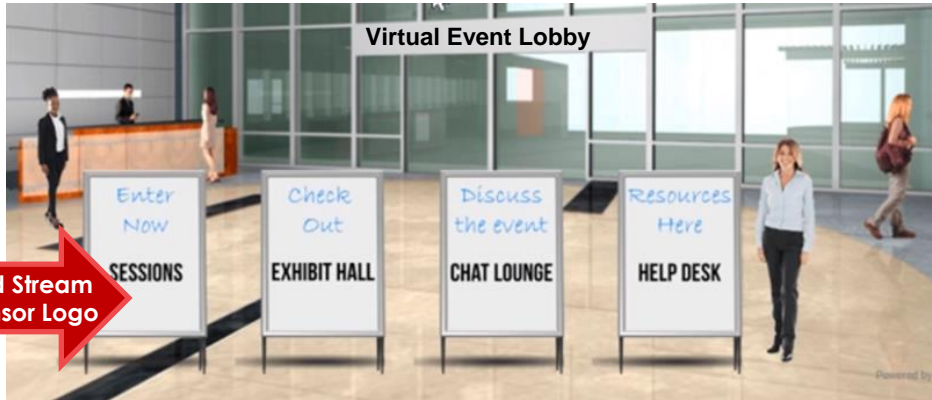 Virtual Event Lobby
Enter
Now
SESSIONS
Check
Out
EXHIBIT HALL
Discuss
the event
CHAT LOUNGE
Resources
Here
HELP DESK
Stream
Logo
Powered by